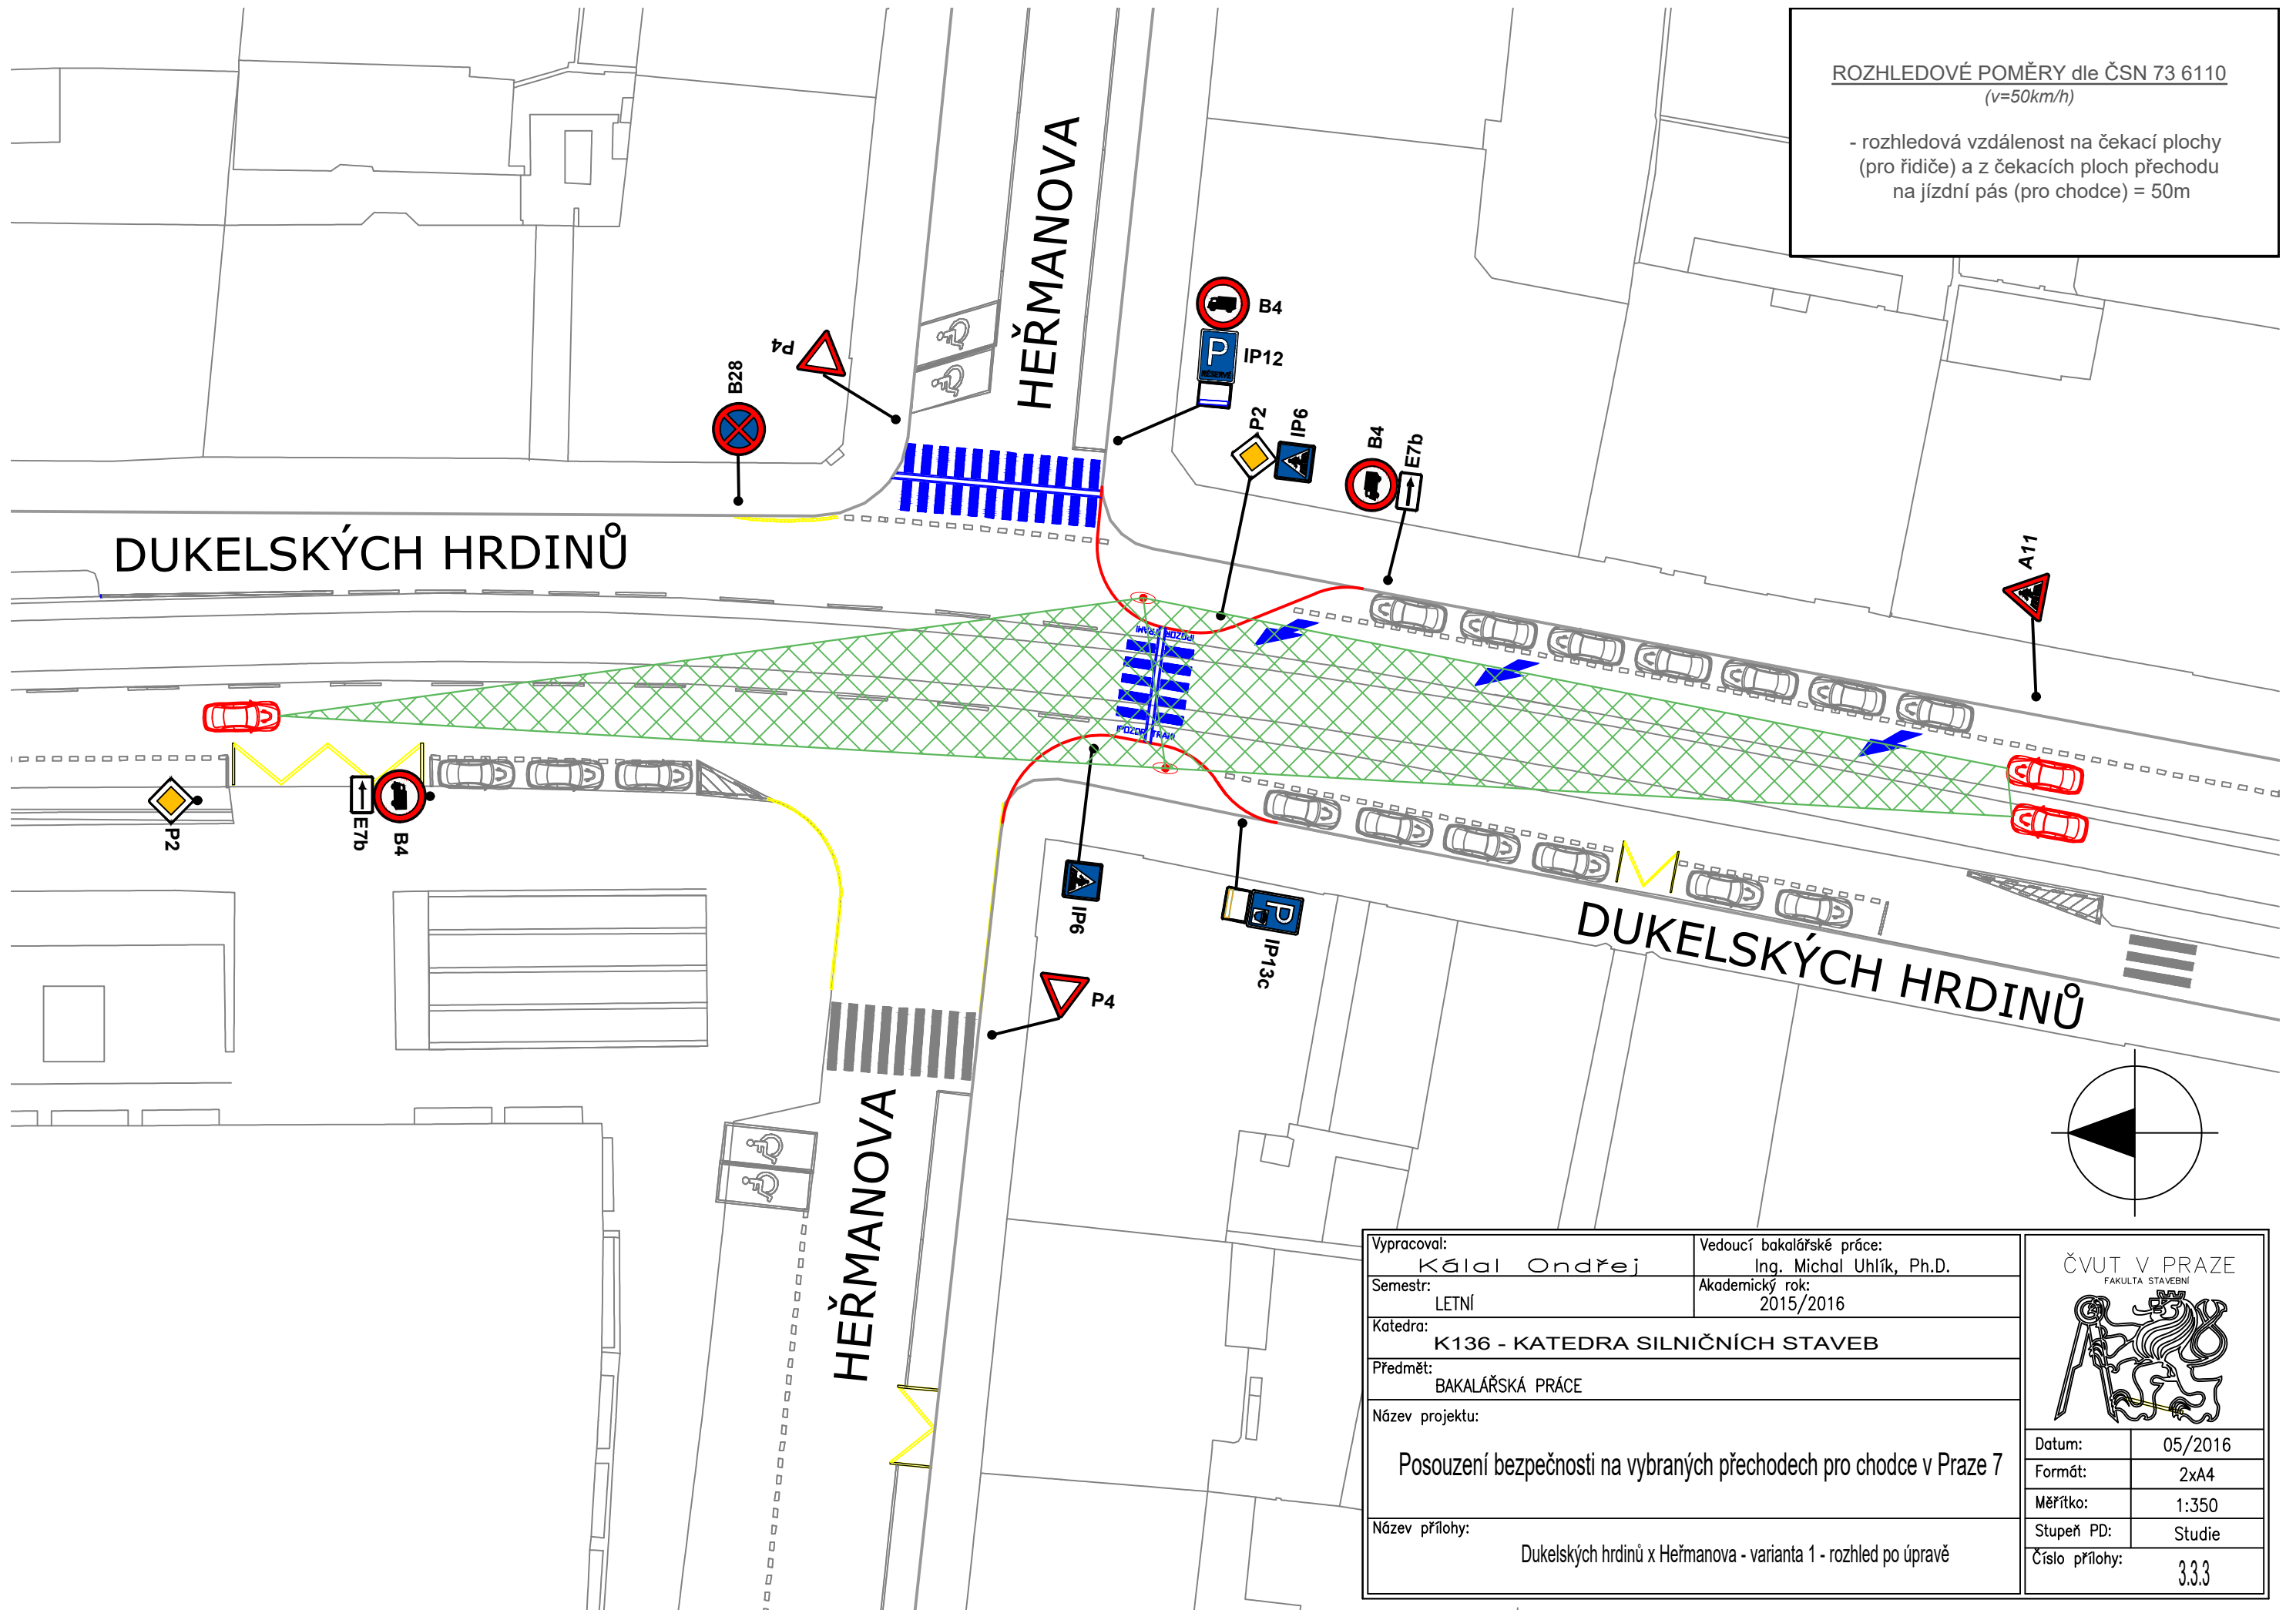 ROZHLEDOVÉ POMĚRY dle ČSN 73 6110
(v=50km/h)
- rozhledová vzdálenost na čekací plochy
(pro řidiče) a z čekacích ploch přechodu
na jízdní pás (pro chodce) = 50m
HEŘMANOVA
B4
P
RÉSERVÉ
IP12
P4
B28
P2
IP6
B4
E7b
A11
DUKELSKÝCH HRDINŮ
!POZOR TRAM!
!POZOR TRAM!
P2
E7b
B4
IP6
P
IP13c
P4
DUKELSKÝCH HRDINŮ
HEŘMANOVA
Vypracoval:
Kálal Ondřej
Vedoucí bakalářské práce:
Ing. Michal Uhlík, Ph.D.
Semestr:
LETNÍ
Akademický rok:
2015/2016
Katedra:
K136 - KATEDRA SILNIČNÍCH STAVEB
Předmět:
BAKALÁŘSKÁ PRÁCE
Název projektu:
Posouzení bezpečnosti na vybraných přechodech pro chodce v Praze 7
Název přílohy:
Dukelských hrdinů x Heřmanova - varianta 1 - rozhled po úpravě
ČVUT V PRAZE
FAKULTA STAVEBNÍ
Datum:
05/2016
Formát:
2xA4
Měřítko:
1:350
Stupeň PD:
Studie
Číslo přílohy:
3.3.3